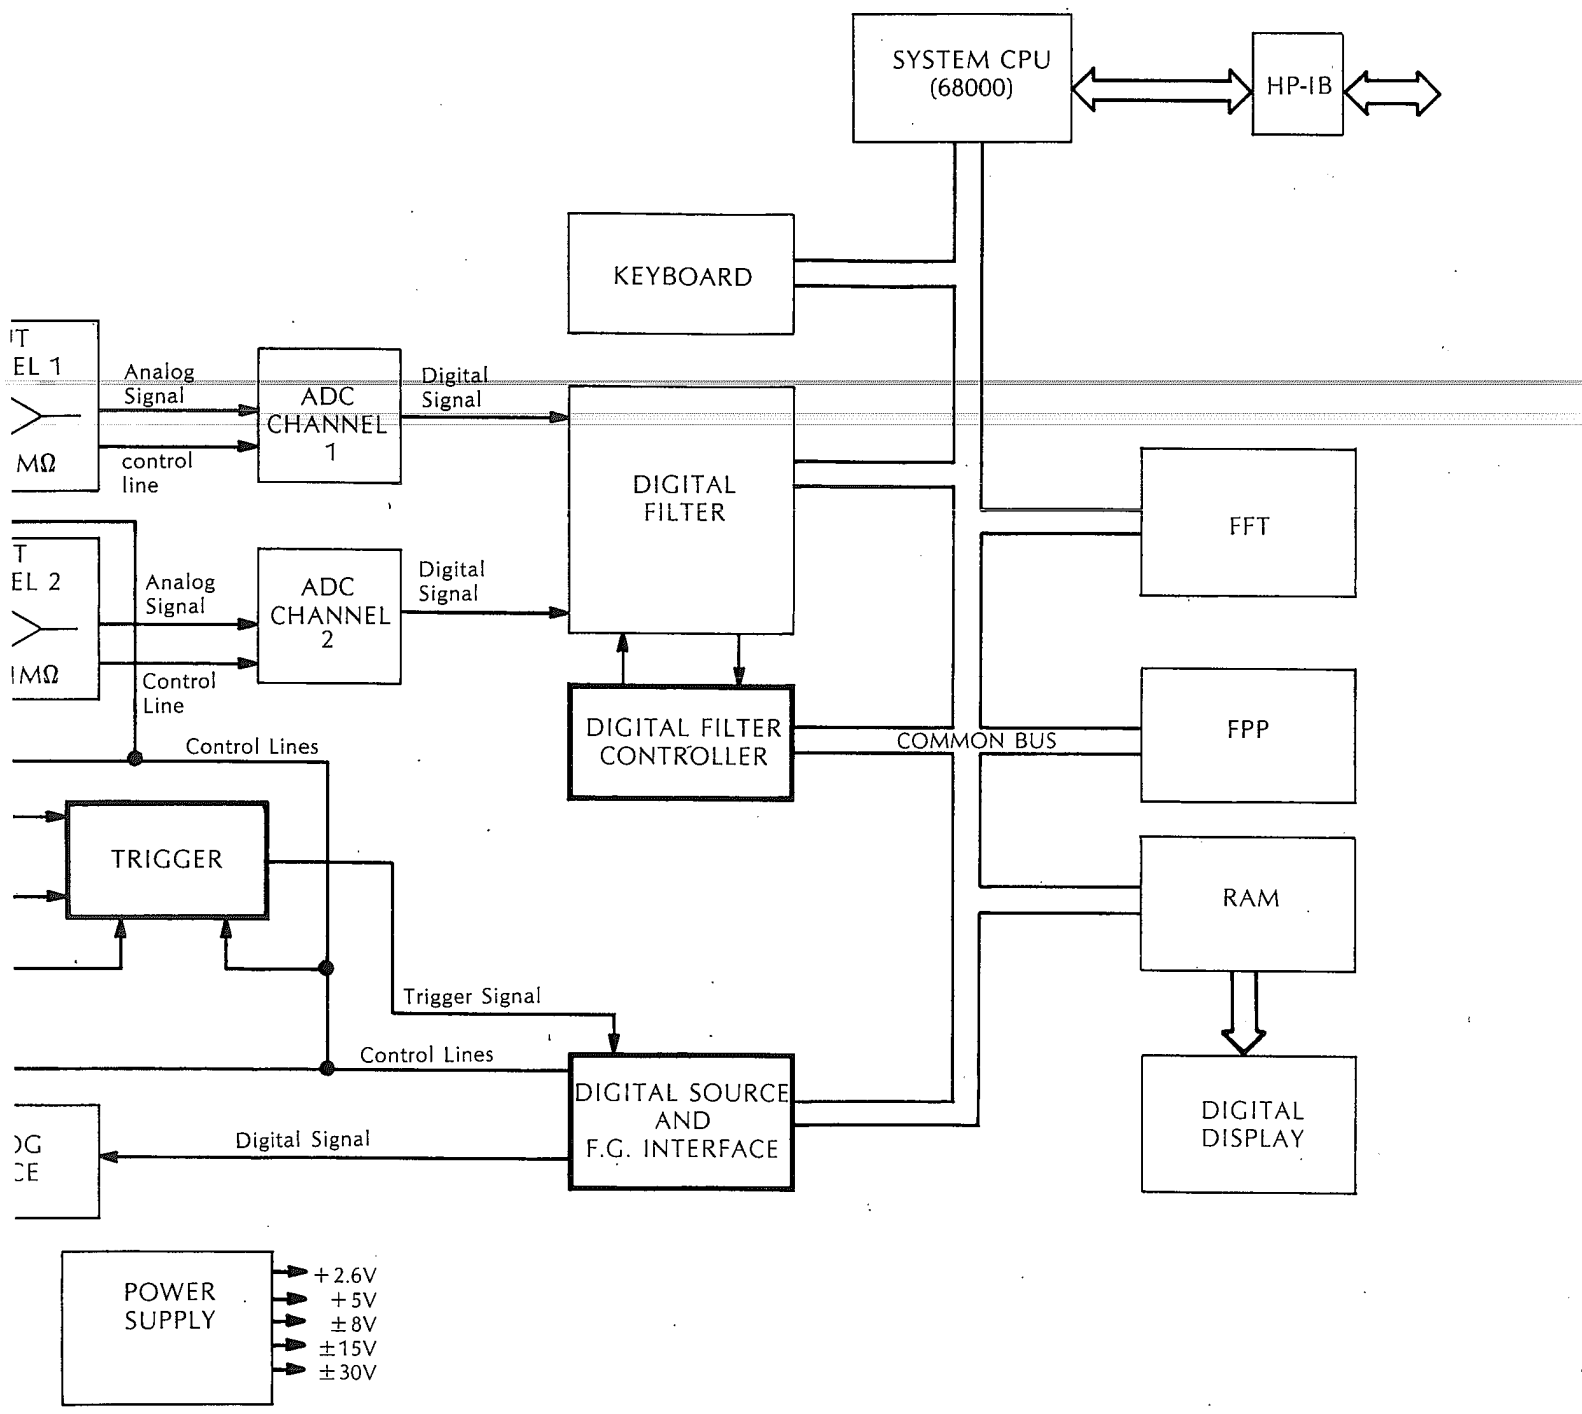 SYSTEM CPU
(68000)
HP-IB
KEYBOARD
EL 1
MΩ
Analog
Signal
control
line
ADC
CHANNEL
1
Digital
Signal
DIGITAL
FILTER
FFT
T
EL 2
1MΩ
Analog
Signal
Control
Line
ADC
CHANNEL
2
Digital
Signal
DIGITAL FILTER
CONTROLLER
COMMON BUS
FPP
Control Lines
TRIGGER
RAM
Trigger Signal
Control Lines
DIGITAL SOURCE
AND
F.G. INTERFACE
DIGITAL
DISPLAY
OG
CE
Digital Signal
POWER
SUPPLY
+2.6V
+5V
±8V
±15V
±30V